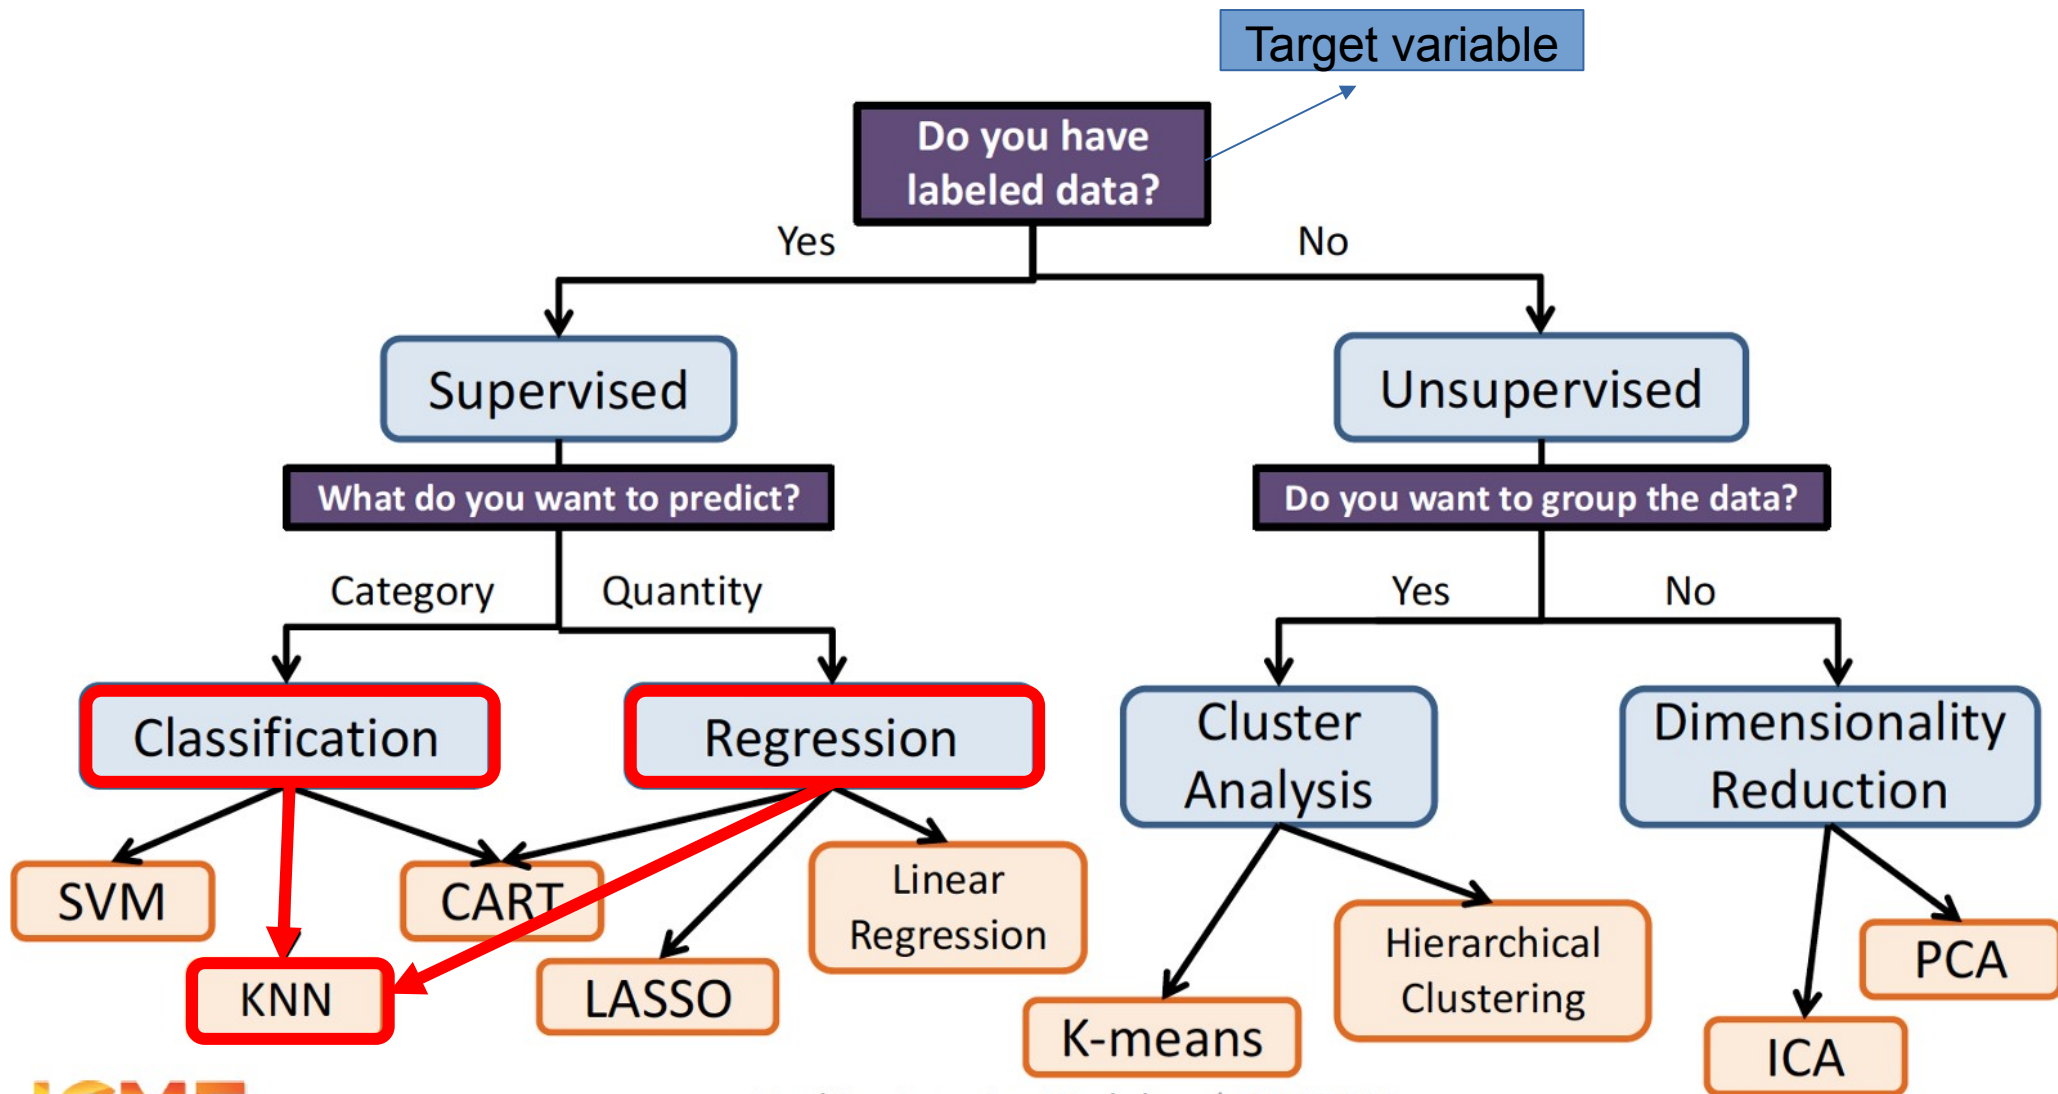 Target variable
Do you have
labeled data?
Yes
No
Supervised
Unsupervised
What do you want to predict?
Do you want to group the data?
Category
Quantity
Yes
No
Classification
Regression
Cluster
Analysis
Dimensionality
Reduction
SVM
CART
Linear
Regression
KNN
LASSO
K-means
Hierarchical
Clustering
PCA
ICA